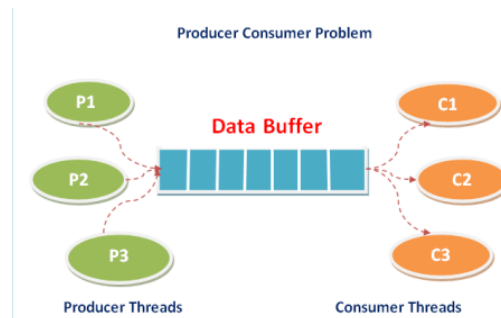 Producer Consumer Problem
P1
C1
Data Buffer
P2
C2
P3
C3
Producer Threads
Consumer Threads